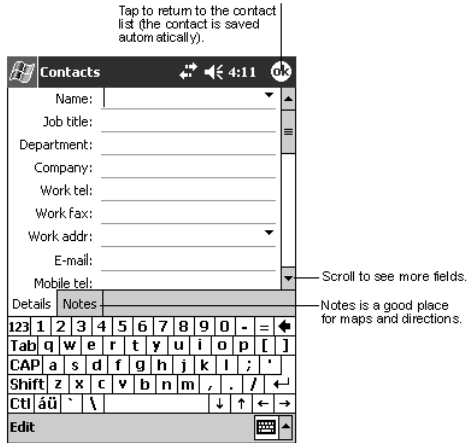 Tap to return to the contact
list (the contact is saved
automatically).
Contacts 4:11 ok
Name:
Job title:
Department:
Company:
Work tel:
Work fax:
Work addr:
E-mail:
Mobile tel:
Scroll to see more fields.
Details Notes
Notes is a good place
for maps and directions.
123 1 2 3 4 5 6 7 8 9 0 - =
Tab q w e r t y u i o p [ ]
CAP a s d f g h j k l ; '
Shift z x c v b n m , . /
Ctl áü ` \
Edit